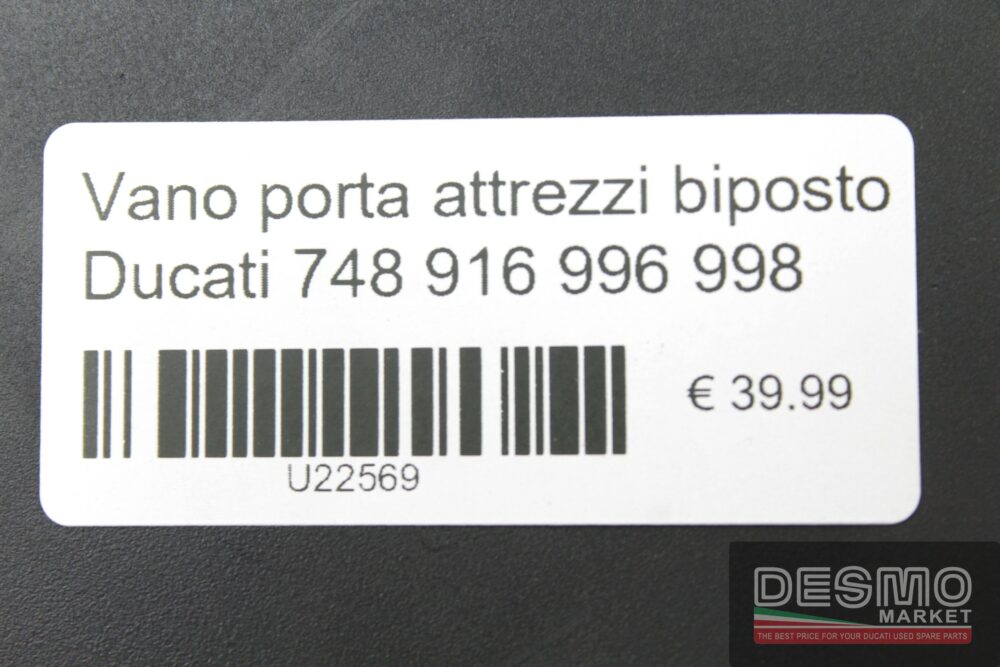 Vano porta attrezzi biposto
Ducati 748 916 996 998
€ 39.99
U22569
DESMO
MARKET
THE BEST PRICE FOR YOUR DUCATI USED SPARE PARTS